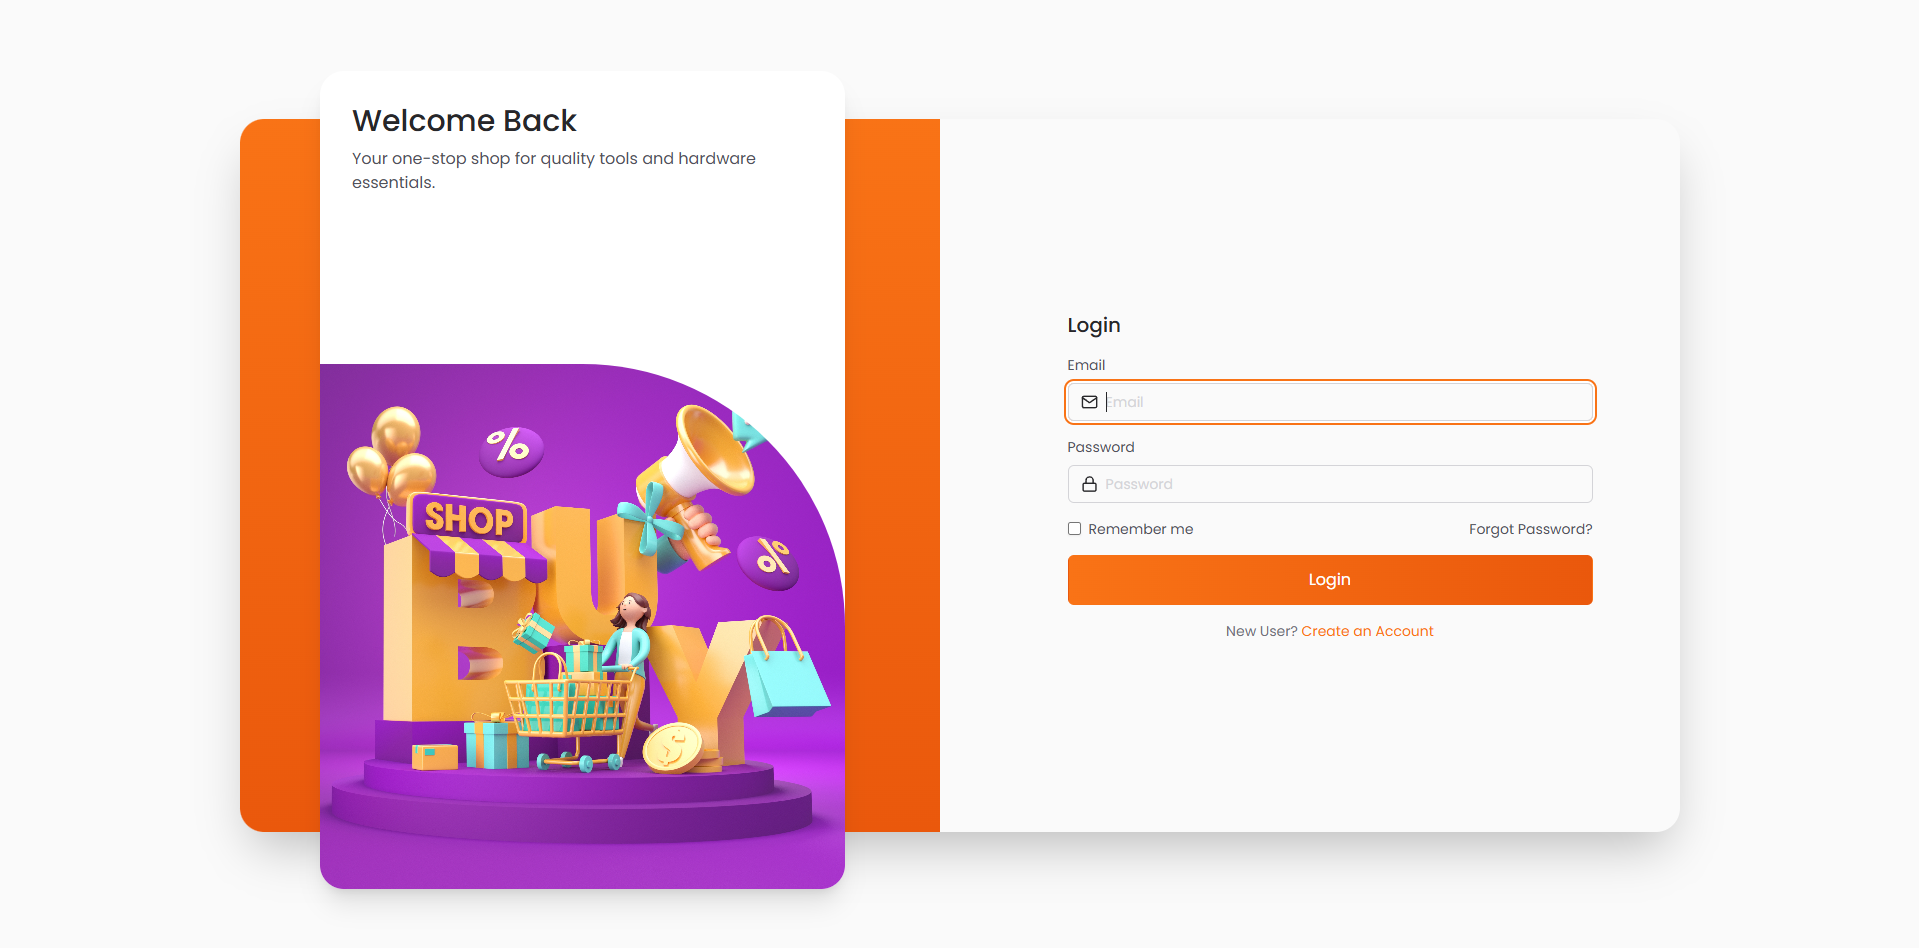 Welcome Back
Your one-stop shop for quality tools and hardware
essentials.
%
SHOP
%
BUY
$
Login
Email
Email
Password
Password
Remember me
Forgot Password?
Login
New User? Create an Account